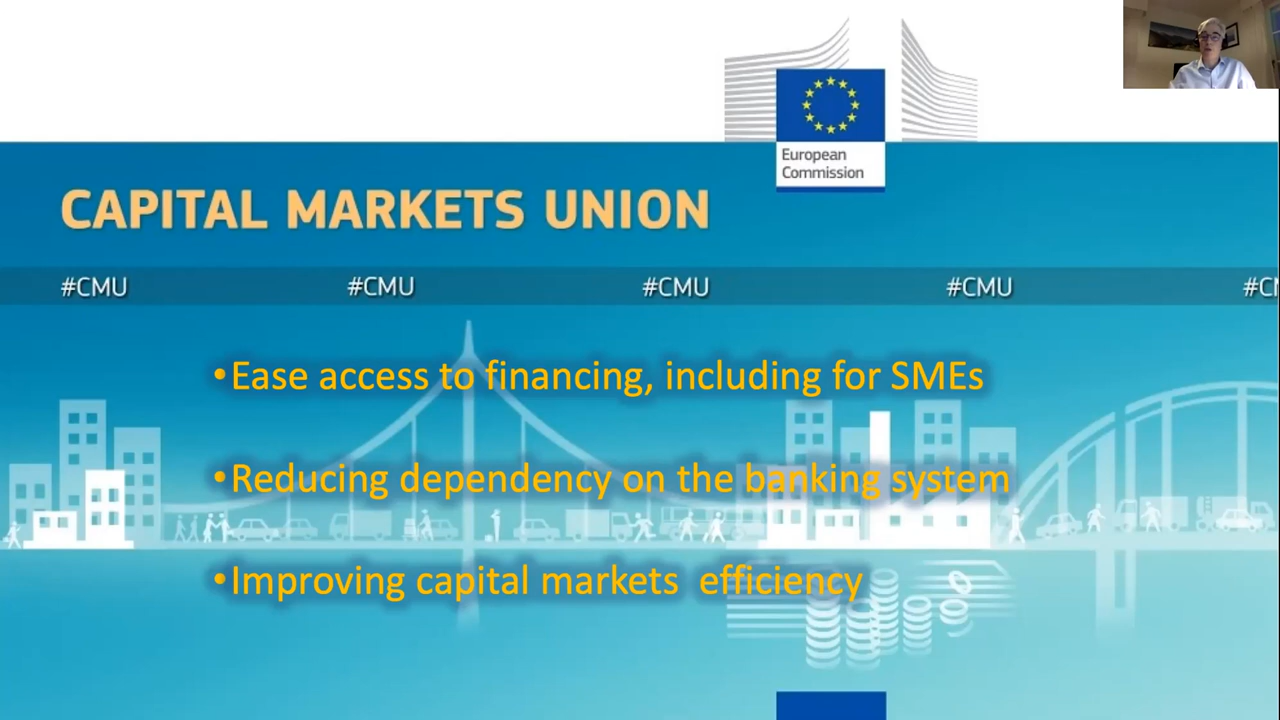 European
Commission
CAPITAL MARKETS UNION
#CMU #CMU #CMU #CMU
•Ease access to financing, including for SMEs
•Reducing dependency on the banking system
•Improving capital markets efficiency